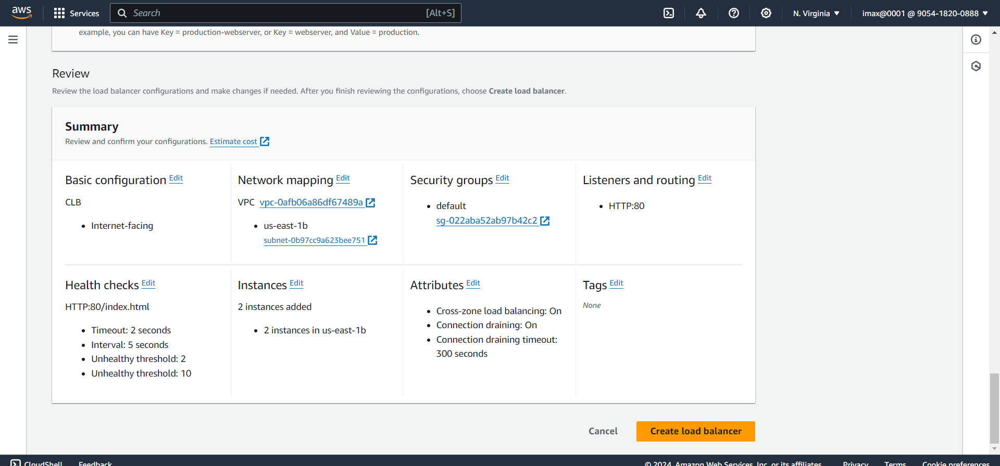 aws
Services
Search
[Alt+S]
N. Virginia
imax@0001 @ 9054-1820-0888
example, you can have Key = production-webserver, or Key = webserver, and Value = production.
Review
Review the load balancer configurations and make changes if needed. After you finish reviewing the configurations, choose Create load balancer.
Summary
Review and confirm your configurations. Estimate cost
Basic configuration Edit
CLB
• Internet-facing
Network mapping Edit
VPC vpc-0afb06a86df67489a
• us-east-1b
subnet-0b97cc9a623bee751
Security groups Edit
• default
sg-022aba52ab97b42c2
Listeners and routing Edit
• HTTP:80
Health checks Edit
HTTP:80/index.html
• Timeout: 2 seconds
• Interval: 5 seconds
• Unhealthy threshold: 2
• Unhealthy threshold: 10
Instances Edit
2 instances added
• 2 instances in us-east-1b
Attributes Edit
• Cross-zone load balancing: On
• Connection draining: On
• Connection draining timeout:
300 seconds
Tags Edit
None
Cancel
Create load balancer
CloudShell
Feedback
© 2024, Amazon Web Services, Inc. or its affiliates.
Privacy
Terms
Cookie preferences